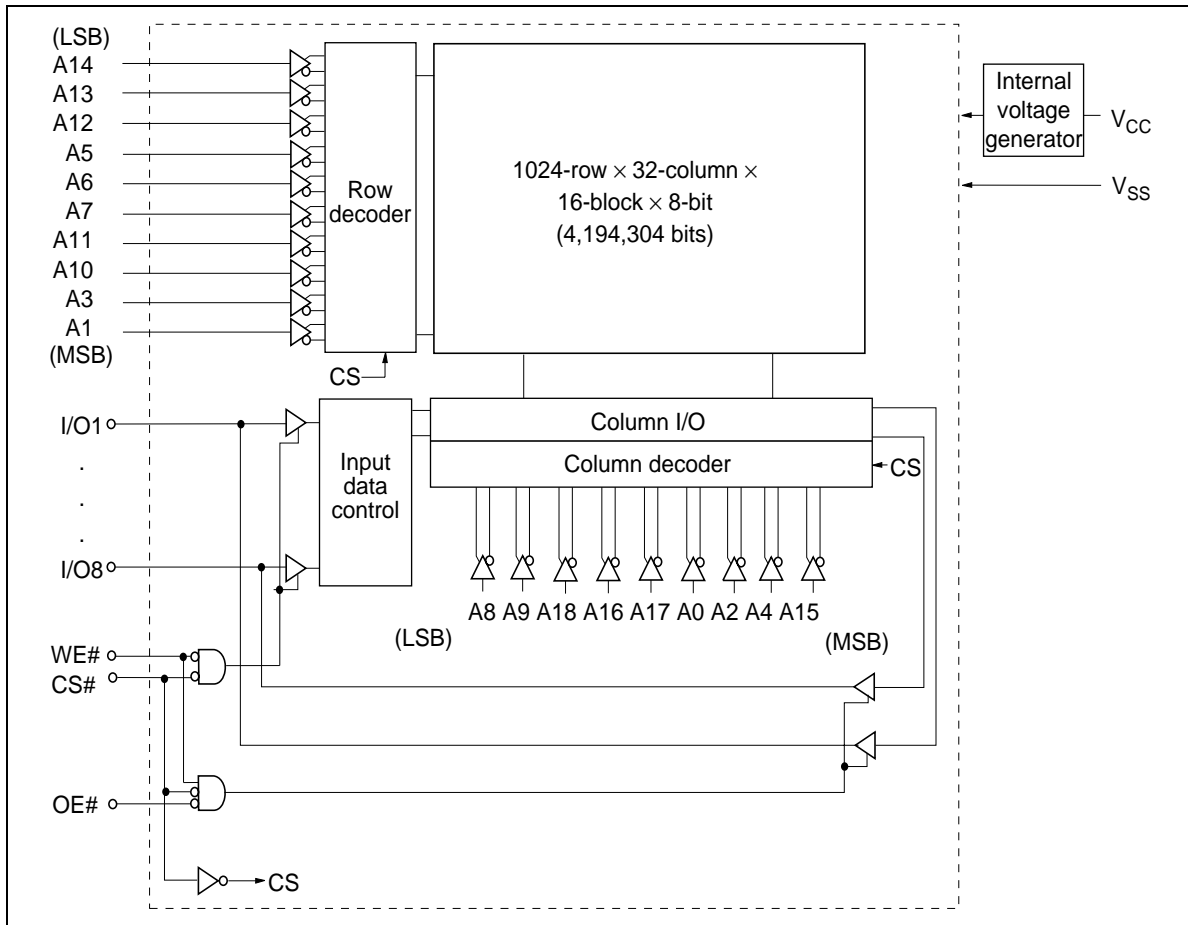 (LSB)
A14
A13
A12
A5
A6
A7
A11
A10
A3
A1
(MSB)
Row
decoder
CS
1024-row × 32-column ×
16-block × 8-bit
(4,194,304 bits)
Internal
voltage
generator
VCC
VSS
I/O1
.
.
.
.
I/O8
Input
data
control
Column I/O
Column decoder
CS
A8 A9 A18 A16 A17 A0 A2 A4 A15
(LSB) (MSB)
WE#
CS#
OE#
CS